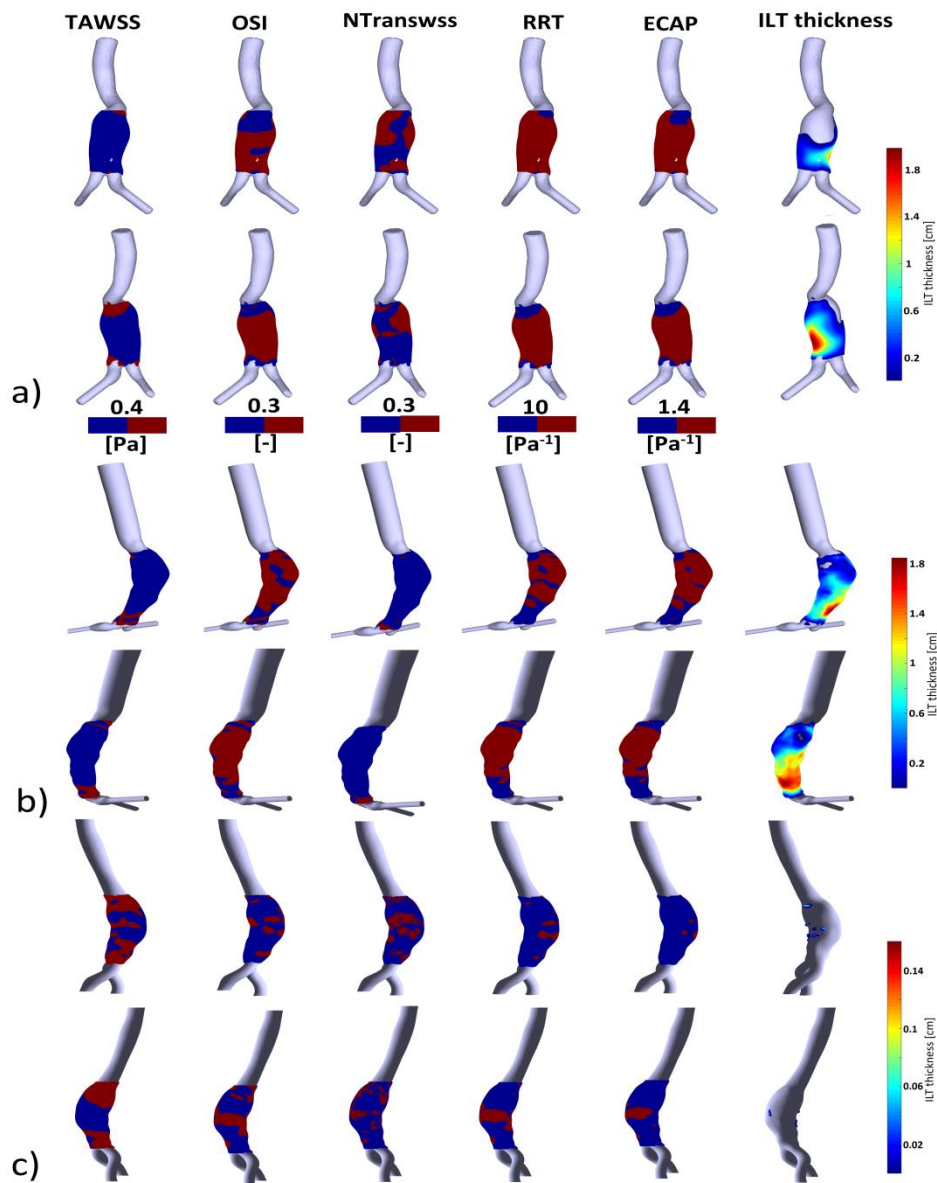 TAWSS OSI NTranswss RRT ECAP ILT thickness
1.8
1.4
1
0.6
0.2
ILT thickness [cm]
a)
0.4 0.3 0.3 10 1.4
[Pa] [-] [-] [Pa⁻¹] [Pa⁻¹]
1.8
1.4
1
0.6
0.2
ILT thickness [cm]
b)
0.14
0.1
0.06
0.02
ILT thickness [cm]
c)